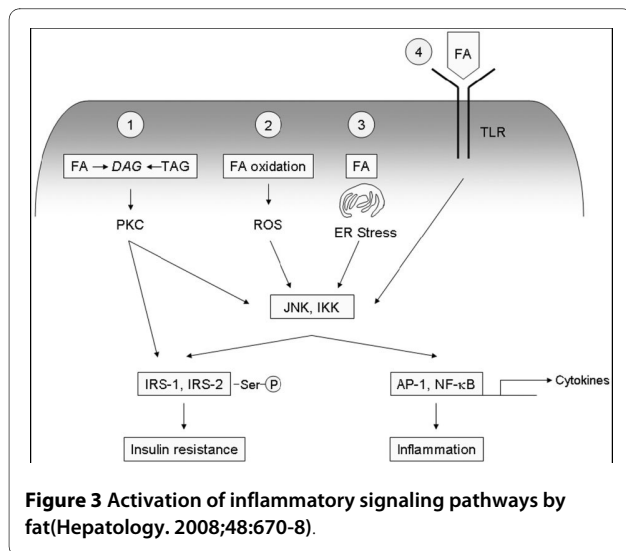 4
FA
TLR
1
2
3
FA → DAG ← TAG
FA oxidation
FA
PKC
ROS
ER Stress
JNK, IKK
IRS-1, IRS-2 -Ser-P
AP-1, NF-κB
Cytokines
Insulin resistance
Inflammation
Figure 3 Activation of inflammatory signaling pathways by
fat(Hepatology. 2008;48:670-8).